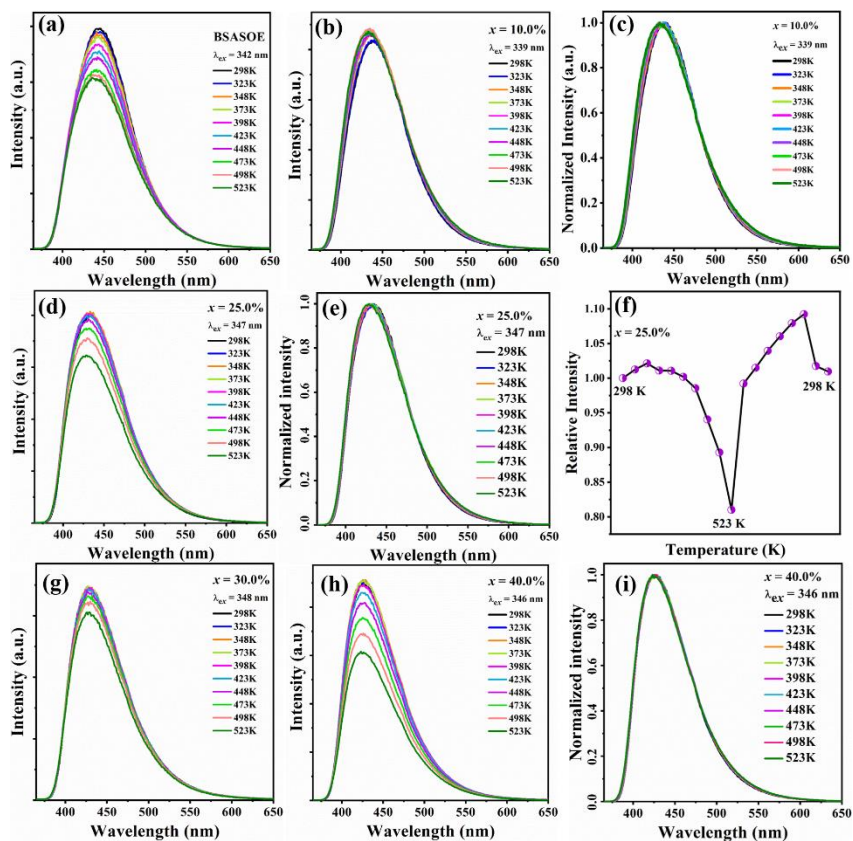 (a)
BSASOE
λex = 342 nm
298K
323K
348K
373K
398K
423K
448K
473K
498K
523K
Intensity (a.u.)
400 450 500 550 600 650
Wavelength (nm)
(b)
x = 10.0%
λex = 339 nm
298K
323K
348K
373K
398K
423K
448K
473K
498K
523K
Intensity (a.u.)
400 450 500 550 600 650
Wavelength (nm)
(c)
x = 10.0%
λex = 339 nm
298K
323K
348K
373K
398K
423K
448K
473K
498K
523K
Normalized Intensity (a.u.)
1.0
0.8
0.6
0.4
0.2
0.0
400 450 500 550 600 650
Wavelength (nm)
(d)
x = 25.0%
λex = 347 nm
298K
323K
348K
373K
398K
423K
448K
473K
498K
523K
Intensity (a.u.)
400 450 500 550 600 650
Wavelength (nm)
(e)
x = 25.0%
λex = 347 nm
298K
323K
348K
373K
398K
423K
448K
473K
498K
523K
Normalized intensity
1.0
0.8
0.6
0.4
0.2
0.0
400 450 500 550 600 650
Wavelength (nm)
(f)
x = 25.0%
298 K
298 K
523 K
Relative Intensity
1.10
1.05
1.00
0.95
0.90
0.85
0.80
Temperature (K)
(g)
x = 30.0%
λex = 348 nm
298K
323K
348K
373K
398K
423K
448K
473K
498K
523K
Intensity (a.u.)
400 450 500 550 600 650
Wavelength (nm)
(h)
x = 40.0%
λex = 346 nm
298K
323K
348K
373K
398K
423K
448K
473K
498K
523K
Intensity (a.u.)
400 450 500 550 600 650
Wavelength (nm)
(i)
x = 40.0%
λex = 346 nm
298K
323K
348K
373K
398K
423K
448K
473K
498K
523K
Normalized intensity
1.0
0.8
0.6
0.4
0.2
0.0
400 450 500 550 600 650
Wavelength (nm)